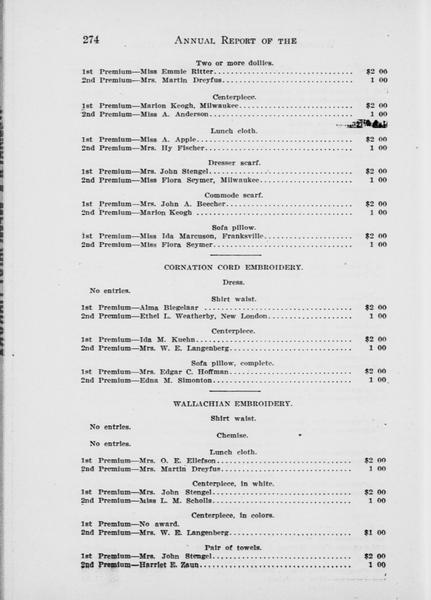 274 ANNUAL REPORT OF THE
Two or more doilies.
1st Premium—Miss Emmie Ritter................................ $2 00
2nd Premium—Mrs. Martin Dreyfus............................... 1 00
Centerpiece.
1st Premium—Marion Keogh, Milwaukee........................... $2 00
2nd Premium—Miss A. Anderson.................................. 1 00
Lunch cloth.
1st Premium—Miss A. Apple..................................... $2 00
2nd Premium—Mrs. Hy Fischer................................... 1 00
Dresser scarf.
1st Premium—Mrs. John Stengel................................. $2 00
2nd Premium—Miss Flora Seymer, Milwaukee...................... 1 00
Commode scarf.
1st Premium—Mrs. John A. Beecher.............................. $2 00
2nd Premium—Marion Keogh ..................................... 1 00
Sofa pillow.
1st Premium—Miss Ida Marcuson, Franksville.................... $2 00
2nd Premium—Miss Flora Seymer................................. 1 00
CORNATION CORD EMBROIDERY.
Dress.
No entries.
Shirt waist.
1st Premium—Alma Biegelaar ................................... $2 00
2nd Premium—Ethel L. Weatherby, New London.................... 1 00
Centerpiece.
1st Premium—Ida M. Kuehn...................................... $2 00
2nd Premium—Mrs. W. E. Langenberg............................. 1 00
Sofa pillow, complete.
1st Premium—Mrs. Edgar C. Hoffman............................. $2 00
2nd Premium—Edna M. Simonton.................................. 1 00
WALLACHIAN EMBROIDERY.
Shirt waist.
No entries.
Chemise.
No entries.
Lunch cloth.
1st Premium—Mrs. O. E. Ellefson............................... $2 00
2nd Premium—Mrs. Martin Dreyfus............................... 1 00
Centerpiece, in white.
1st Premium—Mrs. John Stengel................................. $2 00
2nd Premium—Miss L. M. Scholls................................ 1 00
Centerpiece, in colors.
1st Premium—No award.
2nd Premium—Mrs. W. E. Langenberg............................. $1 00
Pair of towels.
1st Premium—Mrs. John Stengel................................. $2 00
2nd Premium—Harriet E. Zaun................................... 1 00